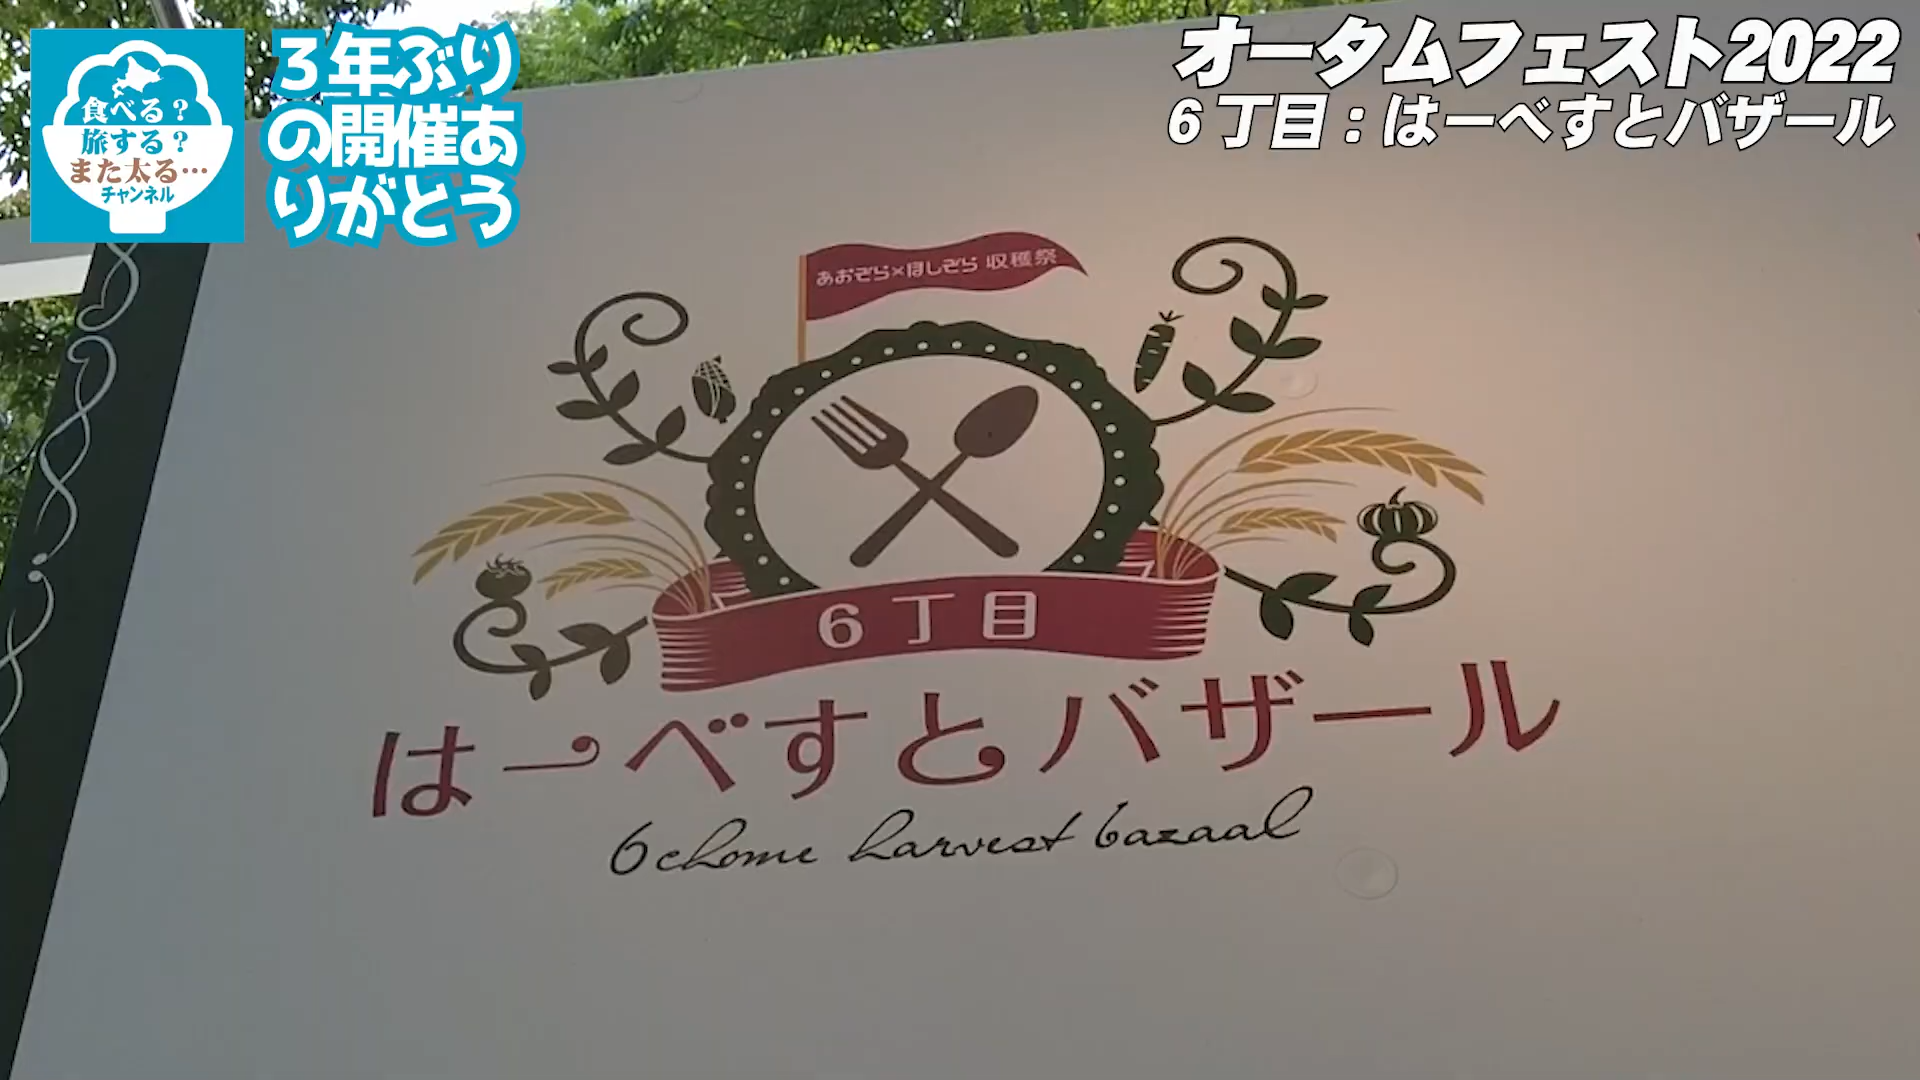 食べる？
旅する？
また太る…
チャンネル
３年ぶり
の開催あ
りがとう
オータムフェスト2022
６丁目：はーべすとバザール
あおぞら×ほしぞら 収穫祭
６丁目
はーべすとバザール
6chome harvest bazaal